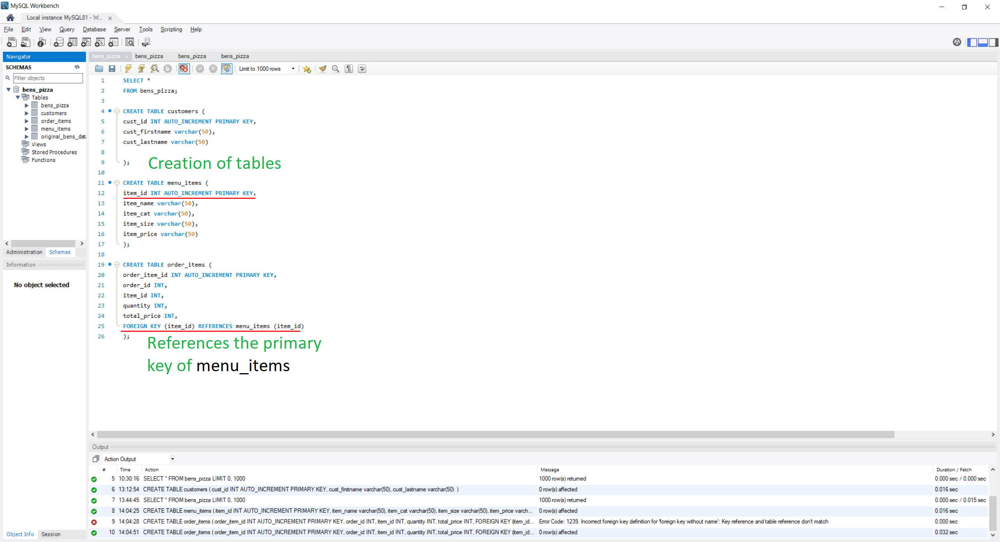 MySQL Workbench
Local instance MySQL81 - W...
File Edit View Query Database Server Tools Scripting Help
Navigator
SCHEMAS
Filter objects
bens_pizza
Tables
bens_pizza
customers
order_items
menu_items
original_bens_dat
Views
Stored Procedures
Functions
Administration Schemas
Information
No object selected
Object Info Session
bens_pizza bens_pizza bens_pizza bens_pizza
Limit to 1000 rows
1 SELECT *
2 FROM bens_pizza;
3
4 CREATE TABLE customers (
5 cust_id INT AUTO_INCREMENT PRIMARY KEY,
6 cust_firstname varchar(50),
7 cust_lastname varchar(50)
8
9 );
Creation of tables
10
11 CREATE TABLE menu_items (
12 item_id INT AUTO_INCREMENT PRIMARY KEY,
13 item_name varchar(50),
14 item_cat varchar(50),
15 item_size varchar(50),
16 item_price varchar(50)
17 );
18
19 CREATE TABLE order_items (
20 order_item_id INT AUTO_INCREMENT PRIMARY KEY,
21 order_id INT,
22 item_id INT,
23 quantity INT,
24 total_price INT,
25 FOREIGN KEY (item_id) REFERENCES menu_items (item_id)
26 );
References the primary
key of menu_items
Output
Action Output
# Time Action Message Duration / Fetch
5 10:30:16 SELECT * FROM bens_pizza LIMIT 0, 1000 1000 row(s) returned 0.000 sec / 0.000 sec
6 13:12:54 CREATE TABLE customers ( cust_id INT AUTO_INCREMENT PRIMARY KEY, cust_firstname varchar(50), cust_lastname varchar(50) ) 0 row(s) affected 0.016 sec
7 13:44:45 SELECT * FROM bens_pizza LIMIT 0, 1000 1000 row(s) returned 0.000 sec / 0.015 sec
8 14:04:25 CREATE TABLE menu_items ( item_id INT AUTO_INCREMENT PRIMARY KEY, item_name varchar(50), item_cat varchar(50), item_size varchar(50), item_price varch... 0 row(s) affected 0.016 sec
9 14:04:28 CREATE TABLE order_items ( order_item_id INT AUTO_INCREMENT PRIMARY KEY, order_id INT, item_id INT, quantity INT, total_price INT, FOREIGN KEY (item_id... Error Code: 1239. Incorrect foreign key definition for 'foreign key without name': Key reference and table reference don't match 0.000 sec
10 14:04:51 CREATE TABLE order_items ( order_item_id INT AUTO_INCREMENT PRIMARY KEY, order_id INT, item_id INT, quantity INT, total_price INT, FOREIGN KEY (item_id... 0 row(s) affected 0.032 sec